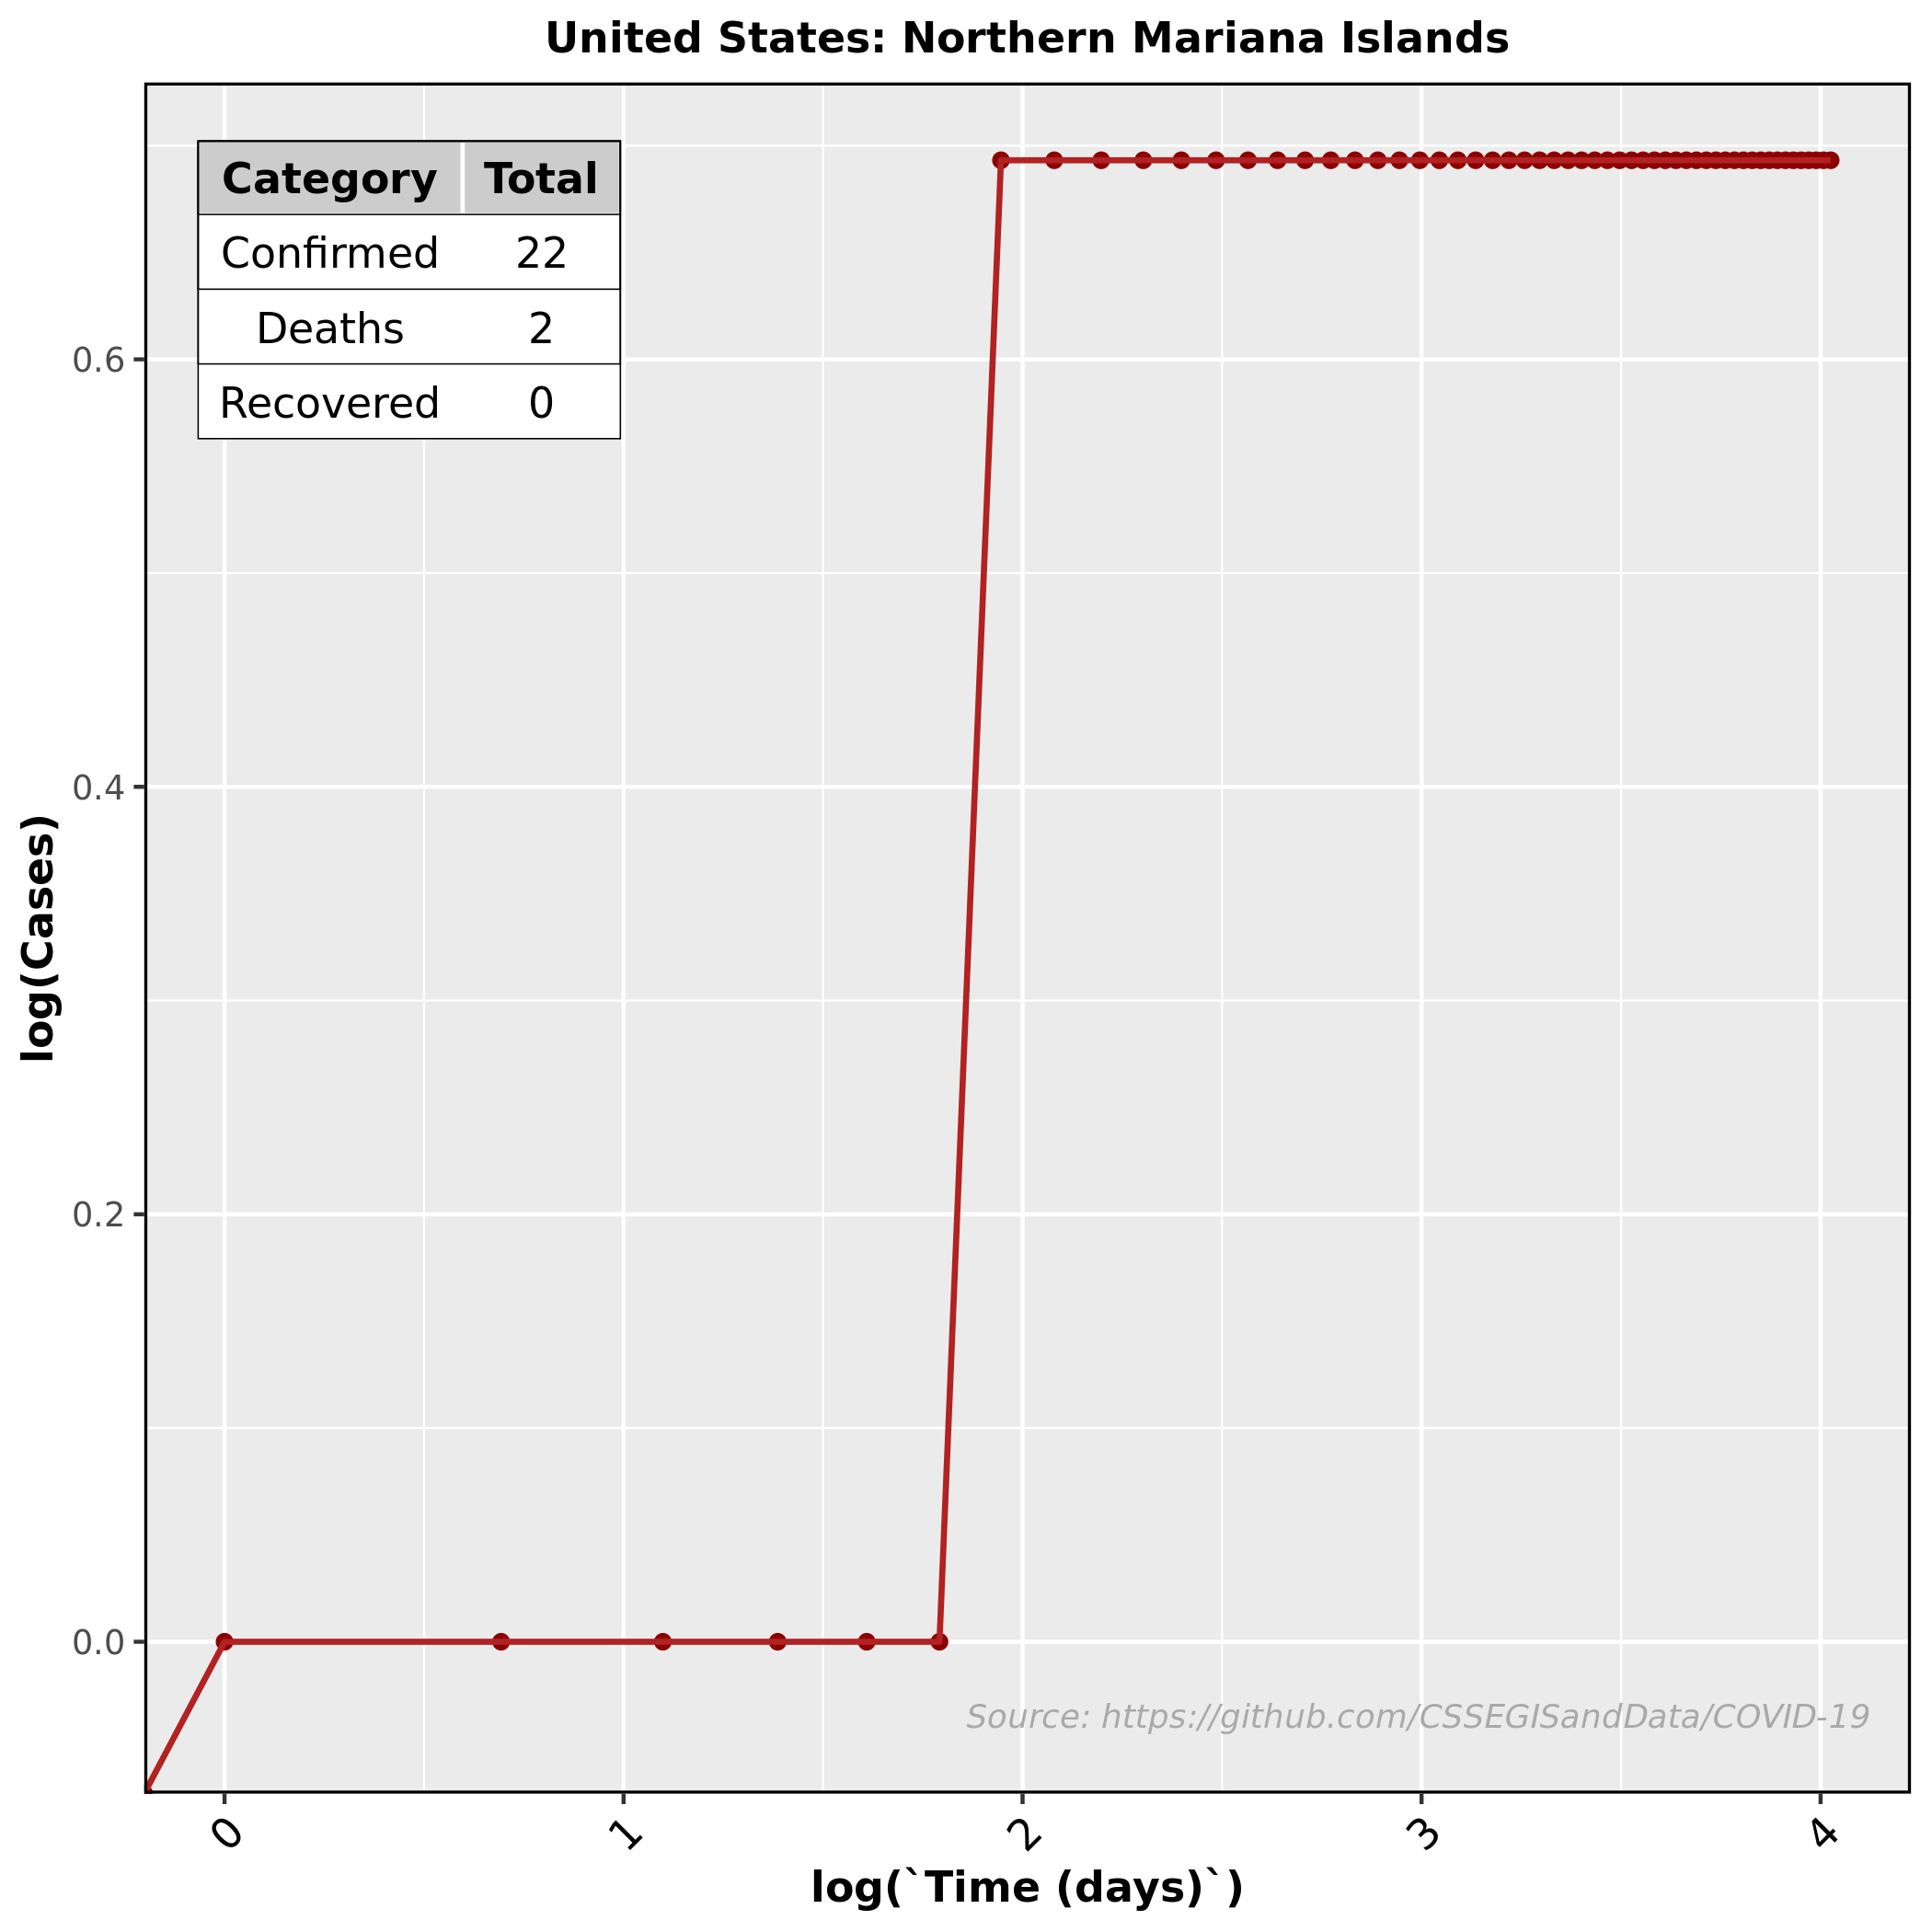 United States: Northern Mariana Islands
Category Total
Confirmed 22
Deaths 2
Recovered 0
0.6
0.4
0.2
0.0
log(Cases)
Source: https://github.com/CSSEGISandData/COVID-19
0 1 2 3 4
log(`Time (days)`)